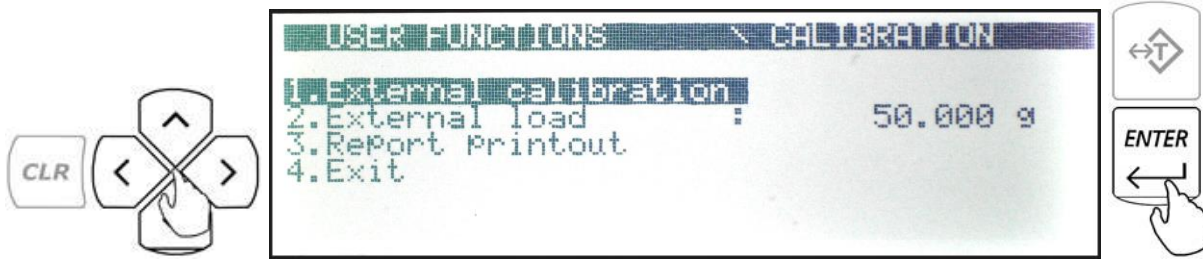 USER FUNCTIONS \ CALIBRATION
1.External calibration
2.External load : 50.000 g
3.Report printout
4.Exit
CLR
T
ENTER